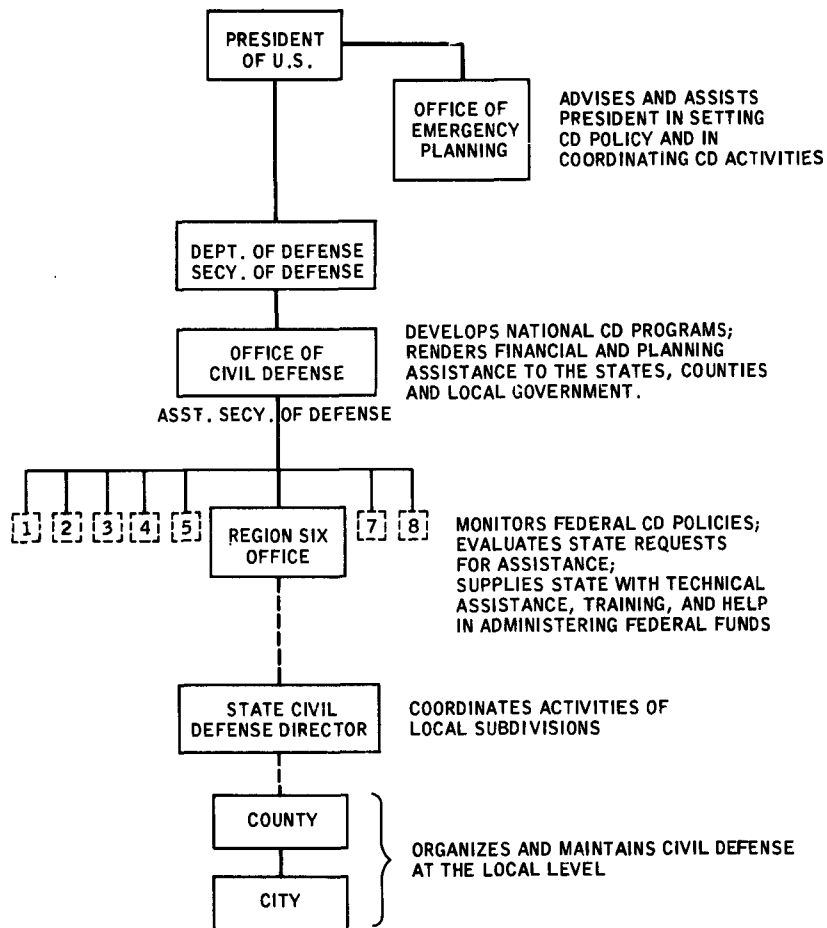 PRESIDENT
OF U.S.
OFFICE OF
EMERGENCY
PLANNING
ADVISES AND ASSISTS
PRESIDENT IN SETTING
CD POLICY AND IN
COORDINATING CD ACTIVITIES
DEPT. OF DEFENSE
SECY. OF DEFENSE
OFFICE OF
CIVIL DEFENSE
DEVELOPS NATIONAL CD PROGRAMS;
RENDERS FINANCIAL AND PLANNING
ASSISTANCE TO THE STATES, COUNTIES
AND LOCAL GOVERNMENT.
ASST. SECY. OF DEFENSE
1 2 3 4 5
REGION SIX
OFFICE
7 8
MONITORS FEDERAL CD POLICIES;
EVALUATES STATE REQUESTS
FOR ASSISTANCE;
SUPPLIES STATE WITH TECHNICAL
ASSISTANCE, TRAINING, AND HELP
IN ADMINISTERING FEDERAL FUNDS
STATE CIVIL
DEFENSE DIRECTOR
COORDINATES ACTIVITIES OF
LOCAL SUBDIVISIONS
COUNTY
CITY
ORGANIZES AND MAINTAINS CIVIL DEFENSE
AT THE LOCAL LEVEL